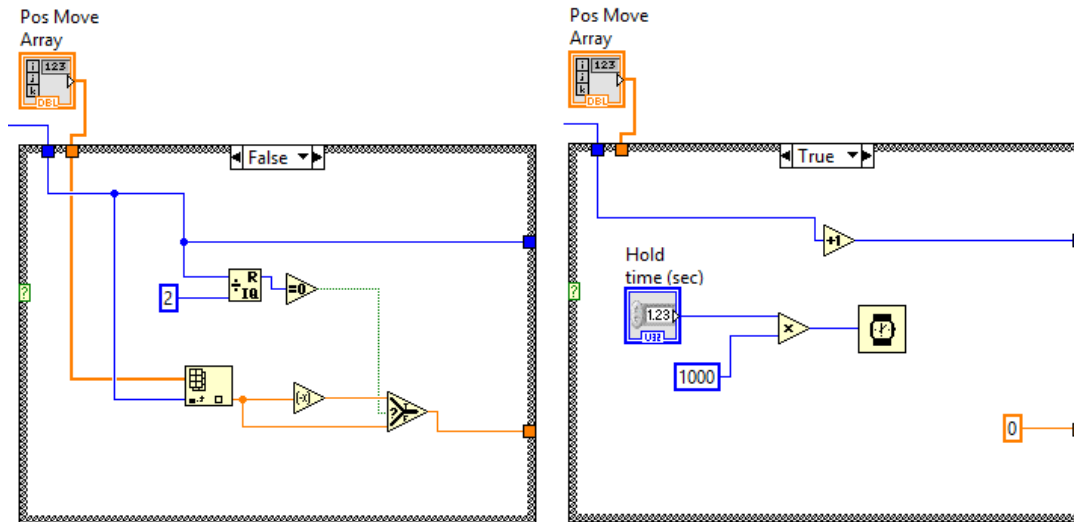 Pos Move
Array
i
j
k
123
DBL
False
?
2
R
IQ
=0
-x
?
T
F
Pos Move
Array
i
j
k
123
DBL
True
?
+1
Hold
time (sec)
1.23
U32
1000
x
0